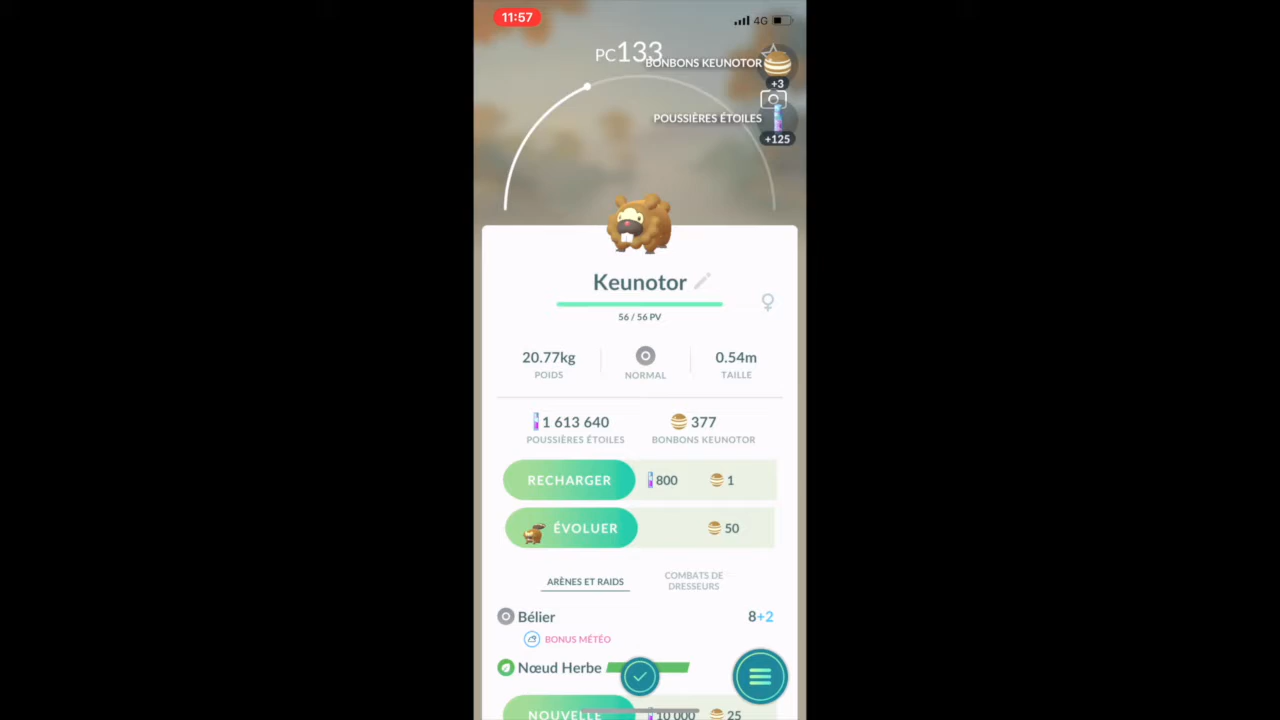 11:57
4G
PC133
BONBONS KEUNOTOR
+3
POUSSIÈRES ÉTOILES
+125
Keunotor
56 / 56 PV
20.77kg
POIDS
NORMAL
0.54m
TAILLE
1 613 640
POUSSIÈRES ÉTOILES
377
BONBONS KEUNOTOR
RECHARGER 800 1
ÉVOLUER 50
ARÈNES ET RAIDS
COMBATS DE
DRESSEURS
Bélier 8+2
BONUS MÉTÉO
Nœud Herbe
NOUVELLE 10 000 25